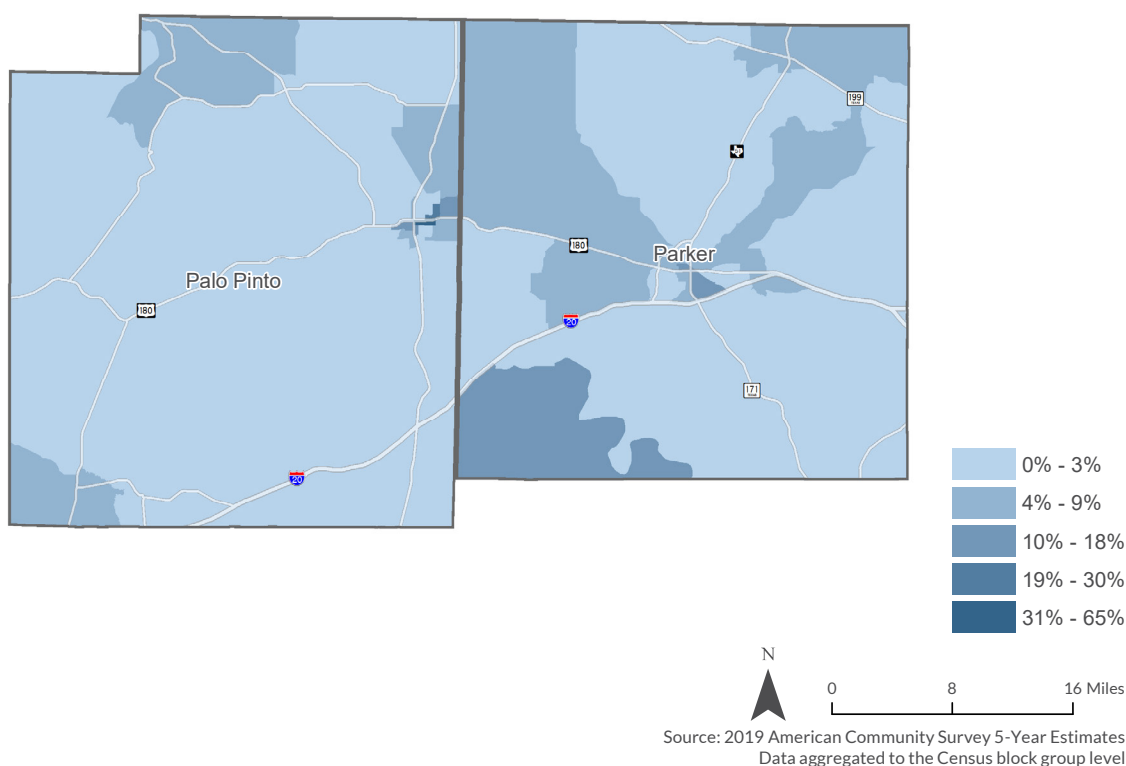 199
180
Parker
Palo Pinto
180
20
171
20
0% - 3%
4% - 9%
10% - 18%
19% - 30%
31% - 65%
N
0 8 16 Miles
Source: 2019 American Community Survey 5-Year Estimates
Data aggregated to the Census block group level